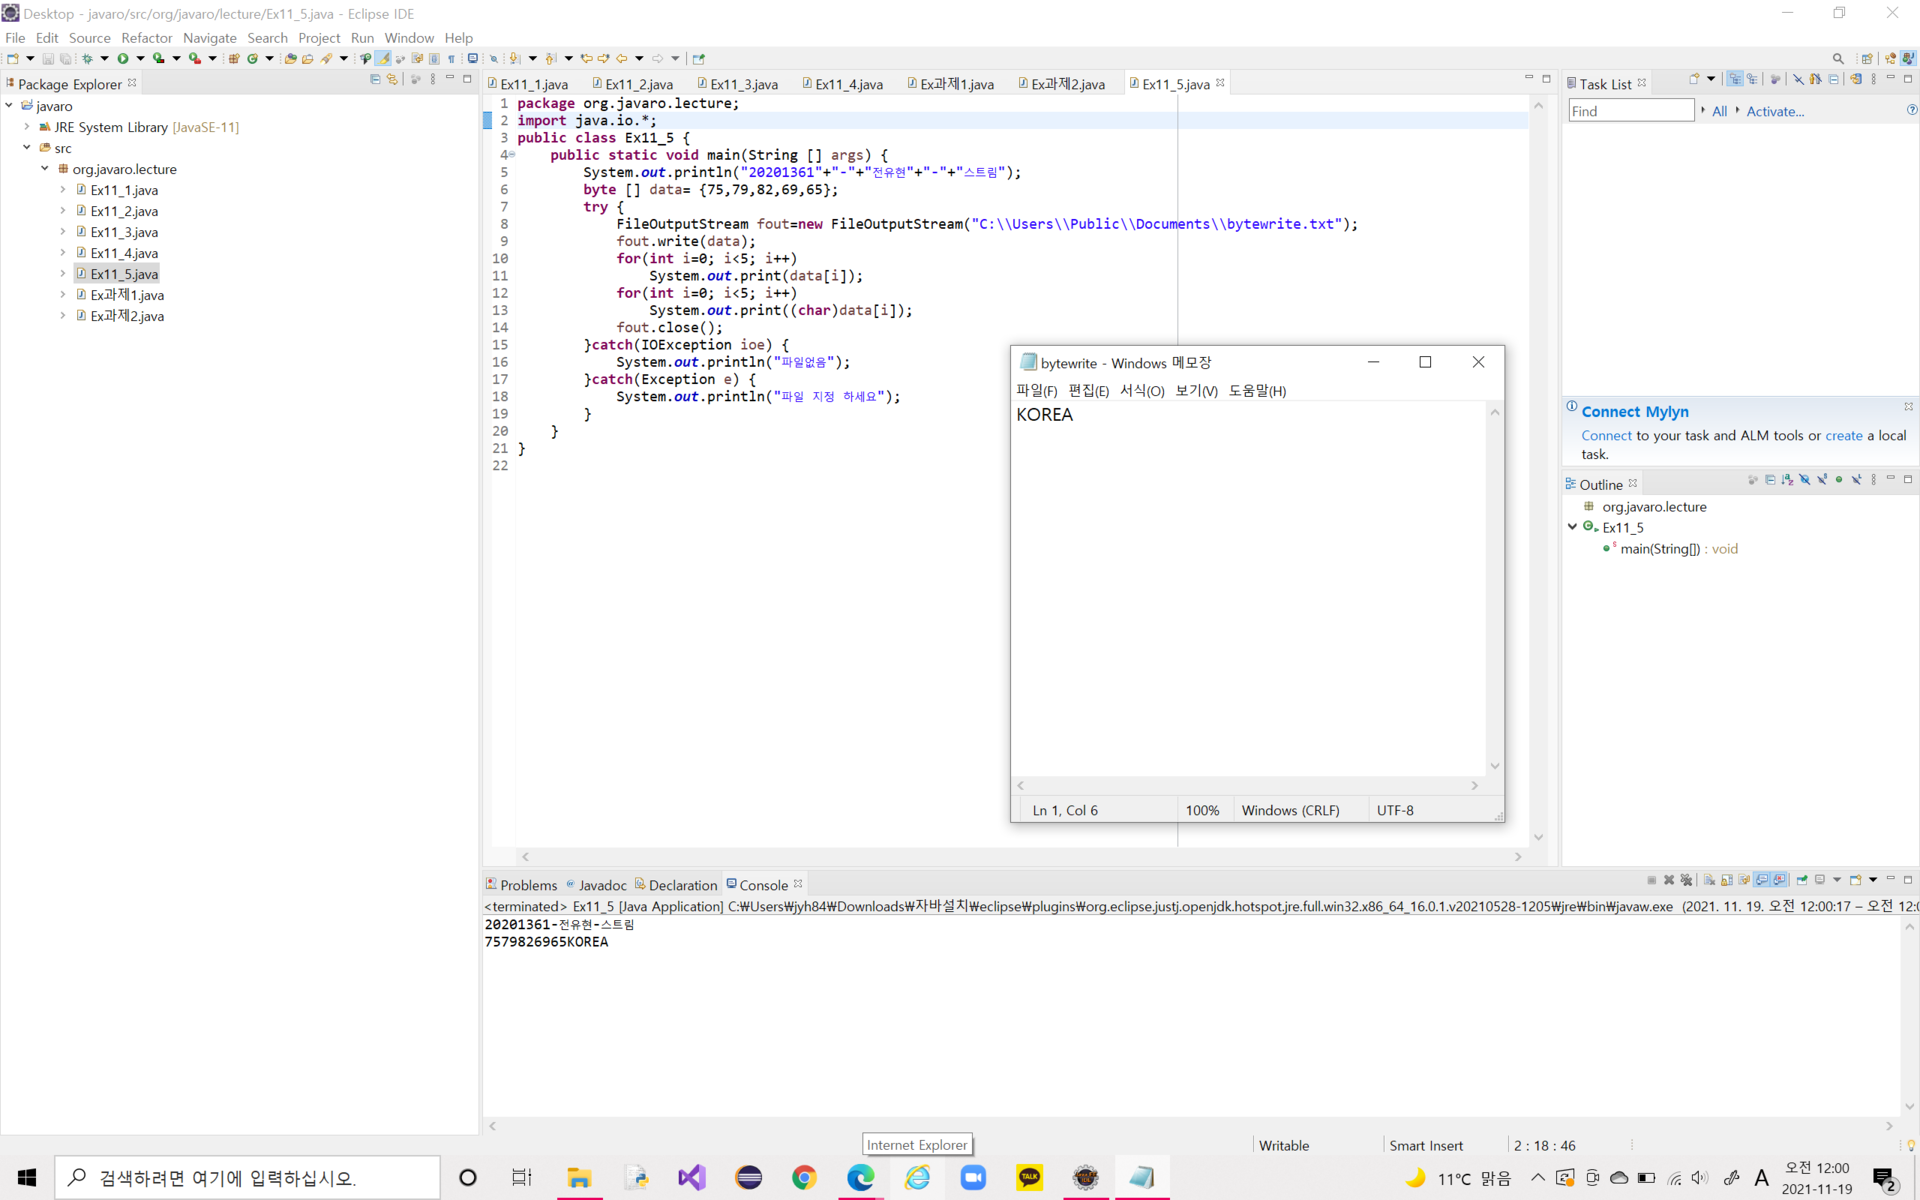 Desktop - javaro/src/org/javaro/lecture/Ex11_5.java - Eclipse IDE
File Edit Source Refactor Navigate Search Project Run Window Help
Package Explorer
javaro
JRE System Library [JavaSE-11]
src
org.javaro.lecture
Ex11_1.java
Ex11_2.java
Ex11_3.java
Ex11_4.java
Ex11_5.java
Ex과제1.java
Ex과제2.java
Ex11_1.java Ex11_2.java Ex11_3.java Ex11_4.java Ex과제1.java Ex과제2.java Ex11_5.java
1 package org.javaro.lecture;
2 import java.io.*;
3 public class Ex11_5 {
4 public static void main(String [] args) {
5 System.out.println("20201361"+"-"+"전유현"+"-"+"스트림");
6 byte [] data= {75,79,82,69,65};
7 try {
8 FileOutputStream fout=new FileOutputStream("C:\\Users\\Public\\Documents\\bytewrite.txt");
9 fout.write(data);
10 for(int i=0; i<5; i++)
11 System.out.print(data[i]);
12 for(int i=0; i<5; i++)
13 System.out.print((char)data[i]);
14 fout.close();
15 }catch(IOException ioe) {
16 System.out.println("파일없음");
17 }catch(Exception e) {
18 System.out.println("파일 지정 하세요");
19 }
20 }
21 }
22
bytewrite - Windows 메모장
파일(F) 편집(E) 서식(O) 보기(V) 도움말(H)
KOREA
Ln 1, Col 6 100% Windows (CRLF) UTF-8
Task List
Find All Activate...
Connect Mylyn
Connect to your task and ALM tools or create a local
task.
Outline
org.javaro.lecture
Ex11_5
main(String[]) : void
Problems Javadoc Declaration Console
<terminated> Ex11_5 [Java Application] C:₩Users₩jyh84₩Downloads₩자바설치₩eclipse₩plugins₩org.eclipse.justj.openjdk.hotspot.jre.full.win32.x86_64_16.0.1.v20210528-1205₩jre₩bin₩javaw.exe (2021. 11. 19. 오전 12:00:17 – 오전 12:0
20201361-전유현-스트림
7579826965KOREA
Internet Explorer
Writable Smart Insert 2 : 18 : 46
검색하려면 여기에 입력하십시오.
TALK
11°C 맑음
A
오전 12:00
2021-11-19
2